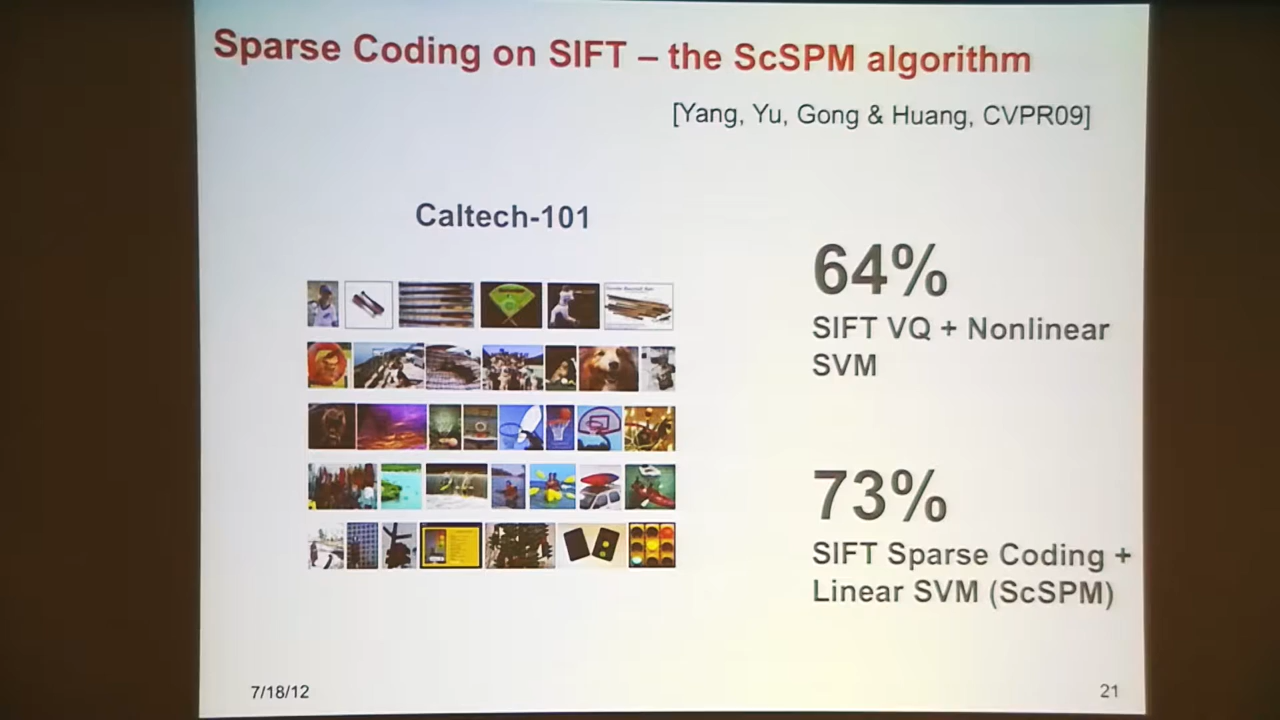 Sparse Coding on SIFT – the ScSPM algorithm
[Yang, Yu, Gong & Huang, CVPR09]
Caltech-101
64%
SIFT VQ + Nonlinear
SVM
73%
SIFT Sparse Coding +
Linear SVM (ScSPM)
7/18/12
21